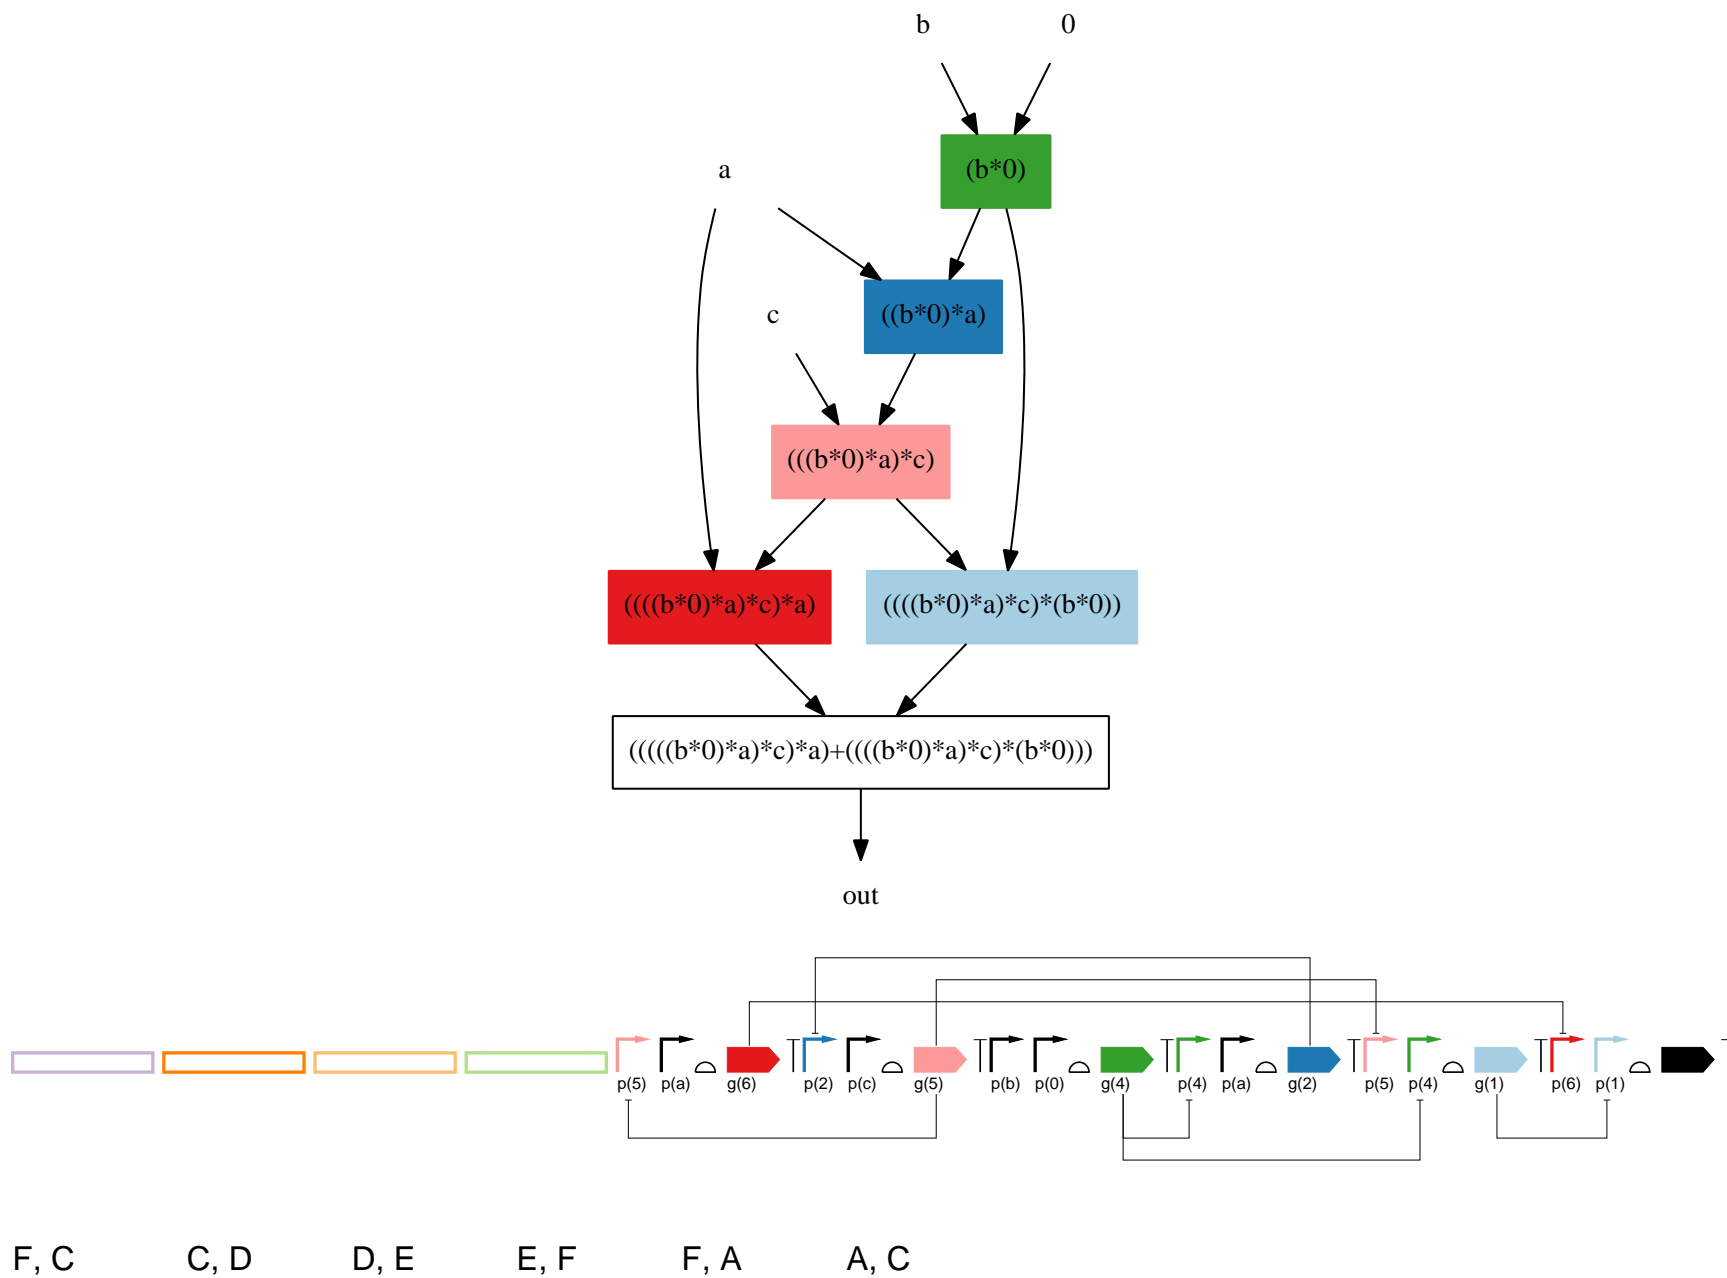 b 0
(b*0)
a
((b*0)*a)
c
(((b*0)*a)*c)
((((b*0)*a)*c)*a) ((((b*0)*a)*c)*(b*0))
(((((b*0)*a)*c)*a)+((((b*0)*a)*c)*(b*0)))
out
p(5) p(a) g(6) p(2) p(c) g(5) p(b) p(0) g(4) p(4) p(a) g(2) p(5) p(4) g(1) p(6) p(1)
F, C C, D D, E E, F F, A A, C